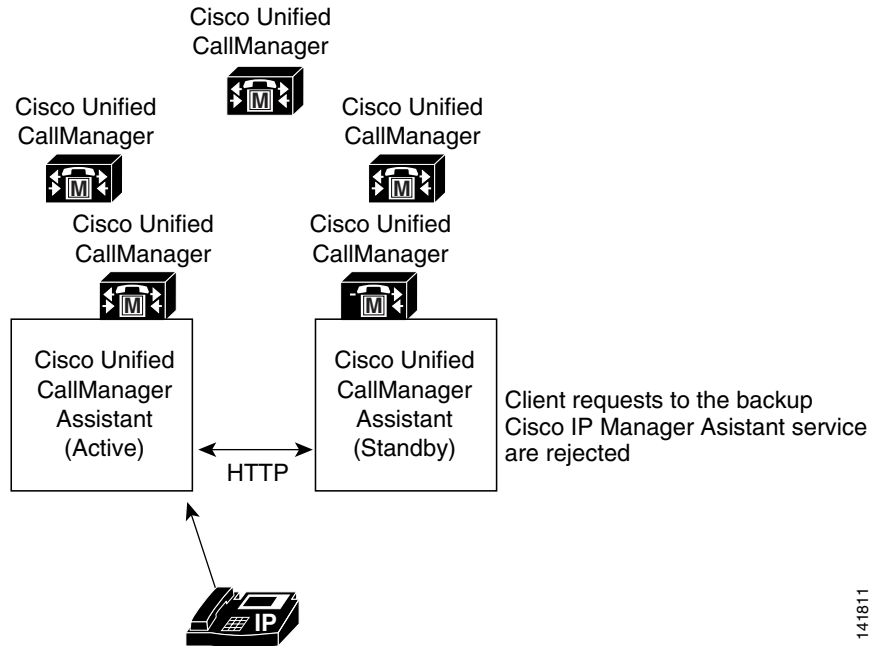 Cisco Unified
CallManager
Cisco Unified
CallManager
Cisco Unified
CallManager
M
M
M
Cisco Unified
CallManager
Cisco Unified
CallManager
M
M
Cisco Unified
CallManager
Assistant
(Active)
Cisco Unified
CallManager
Assistant
(Standby)
Client requests to the backup
Cisco IP Manager Asistant service
are rejected
HTTP
IP
141811